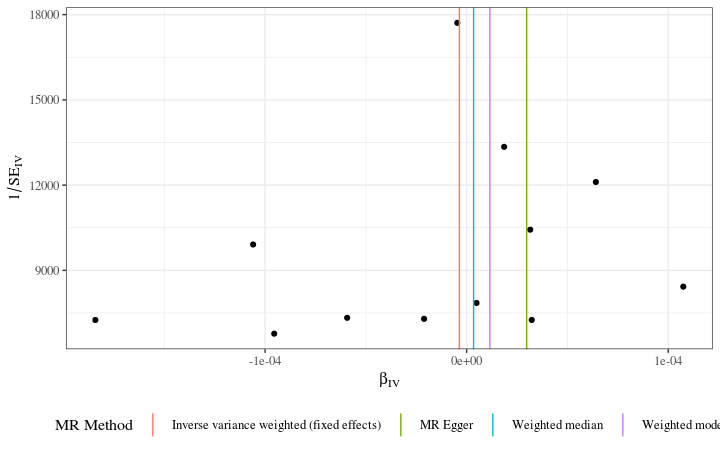 18000
15000
12000
9000
1/SE_IV
-1e-04 0e+00 1e-04
β_IV
MR Method Inverse variance weighted (fixed effects) MR Egger Weighted median Weighted mode